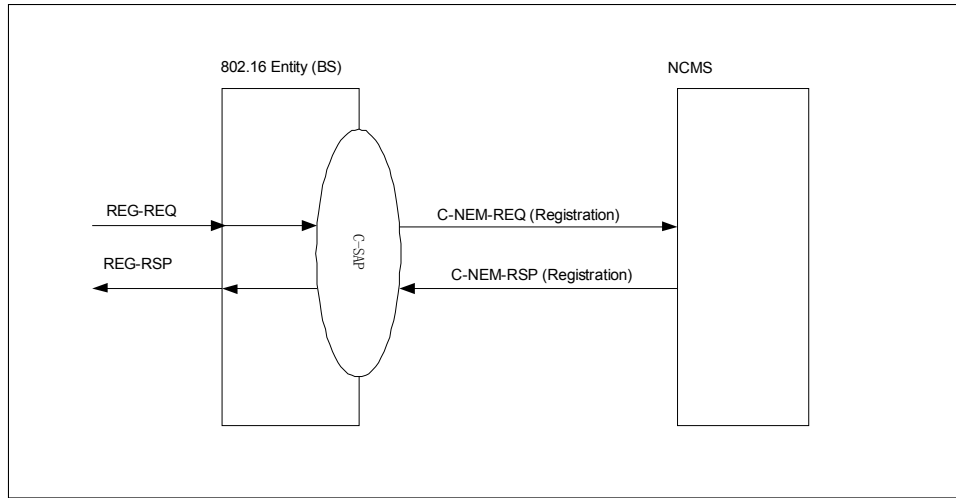 802.16 Entity (BS)
NCMS
REG-REQ
C-NEM-REQ (Registration)
C-SAP
REG-RSP
C-NEM-RSP (Registration)